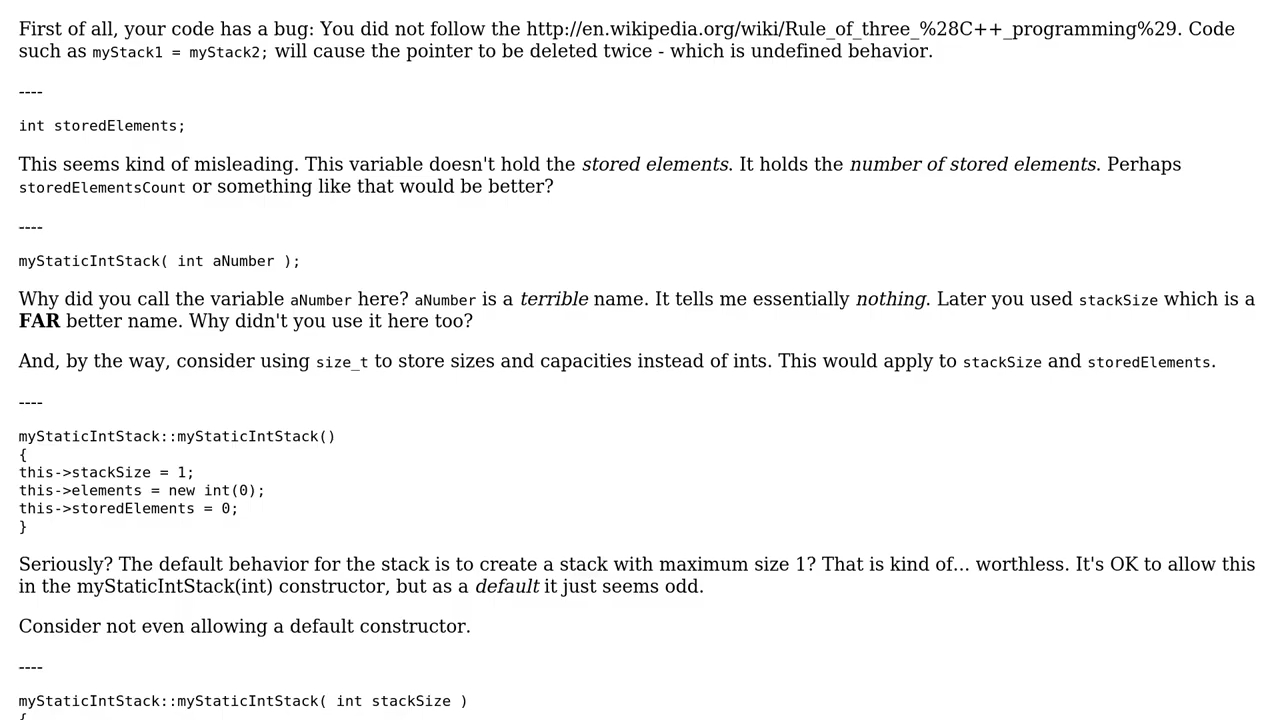 First of all, your code has a bug: You did not follow the http://en.wikipedia.org/wiki/Rule_of_three_%28C++_programming%29. Code
such as myStack1 = myStack2; will cause the pointer to be deleted twice - which is undefined behavior.
----
int storedElements;
This seems kind of misleading. This variable doesn't hold the stored elements. It holds the number of stored elements. Perhaps
storedElementsCount or something like that would be better?
----
myStaticIntStack( int aNumber );
Why did you call the variable aNumber here? aNumber is a terrible name. It tells me essentially nothing. Later you used stackSize which is a
FAR better name. Why didn't you use it here too?
And, by the way, consider using size_t to store sizes and capacities instead of ints. This would apply to stackSize and storedElements.
----
myStaticIntStack::myStaticIntStack()
{
this->stackSize = 1;
this->elements = new int(0);
this->storedElements = 0;
}
Seriously? The default behavior for the stack is to create a stack with maximum size 1? That is kind of... worthless. It's OK to allow this
in the myStaticIntStack(int) constructor, but as a default it just seems odd.
Consider not even allowing a default constructor.
----
myStaticIntStack::myStaticIntStack( int stackSize )
{